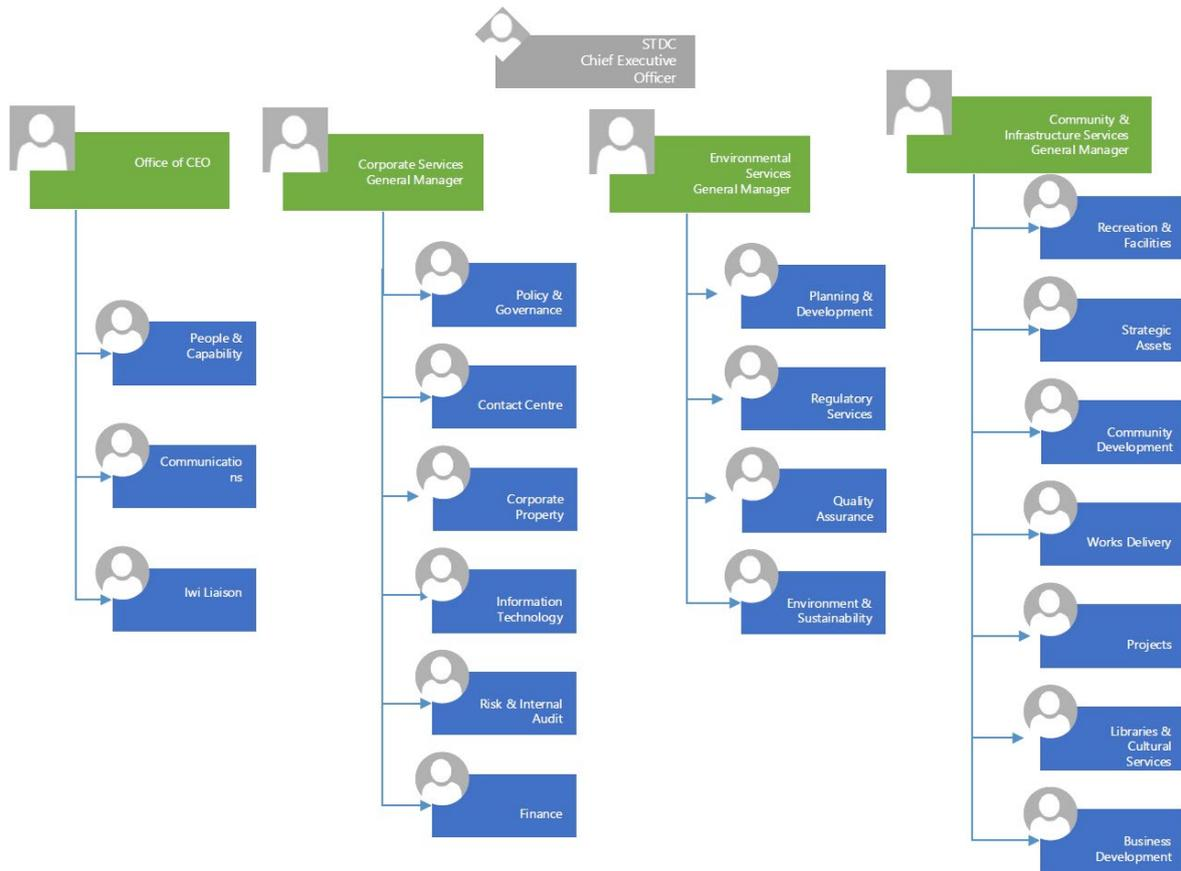 STDC
Chief Executive
Officer
Office of CEO
People &
Capability
Communicatio
ns
Iwi Liaison
Corporate Services
General Manager
Policy &
Governance
Contact Centre
Corporate
Property
Information
Technology
Risk & Internal
Audit
Finance
Environmental
Services
General Manager
Planning &
Development
Regulatory
Services
Quality
Assurance
Environment &
Sustainability
Community &
Infrastructure Services
General Manager
Recreation &
Facilities
Strategic
Assets
Community
Development
Works Delivery
Projects
Libraries &
Cultural
Services
Business
Development